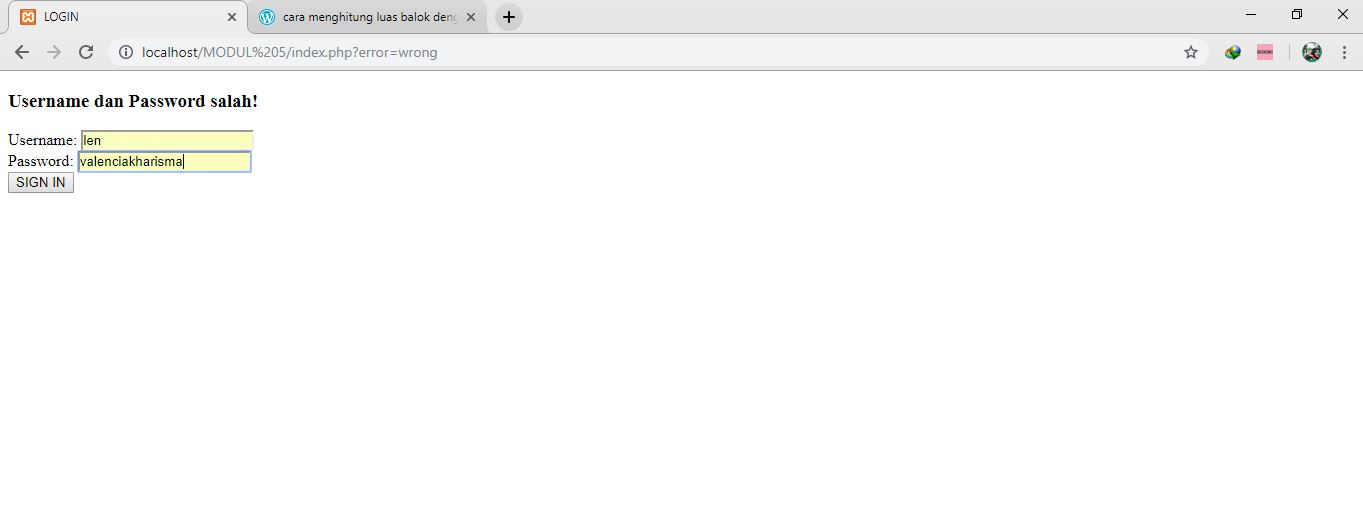 LOGIN
cara menghitung luas balok deng
localhost/MODUL%205/index.php?error=wrong
Username dan Password salah!
Username: len
Password: valenciakharisma
SIGN IN